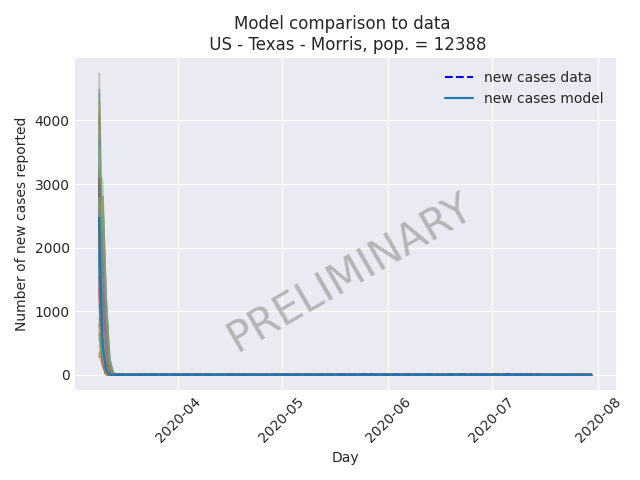 Model comparison to data
US - Texas - Morris, pop. = 12388
new cases data
new cases model
Number of new cases reported
4000
3000
2000
1000
0
PRELIMINARY
2020-04
2020-05
2020-06
2020-07
2020-08
Day